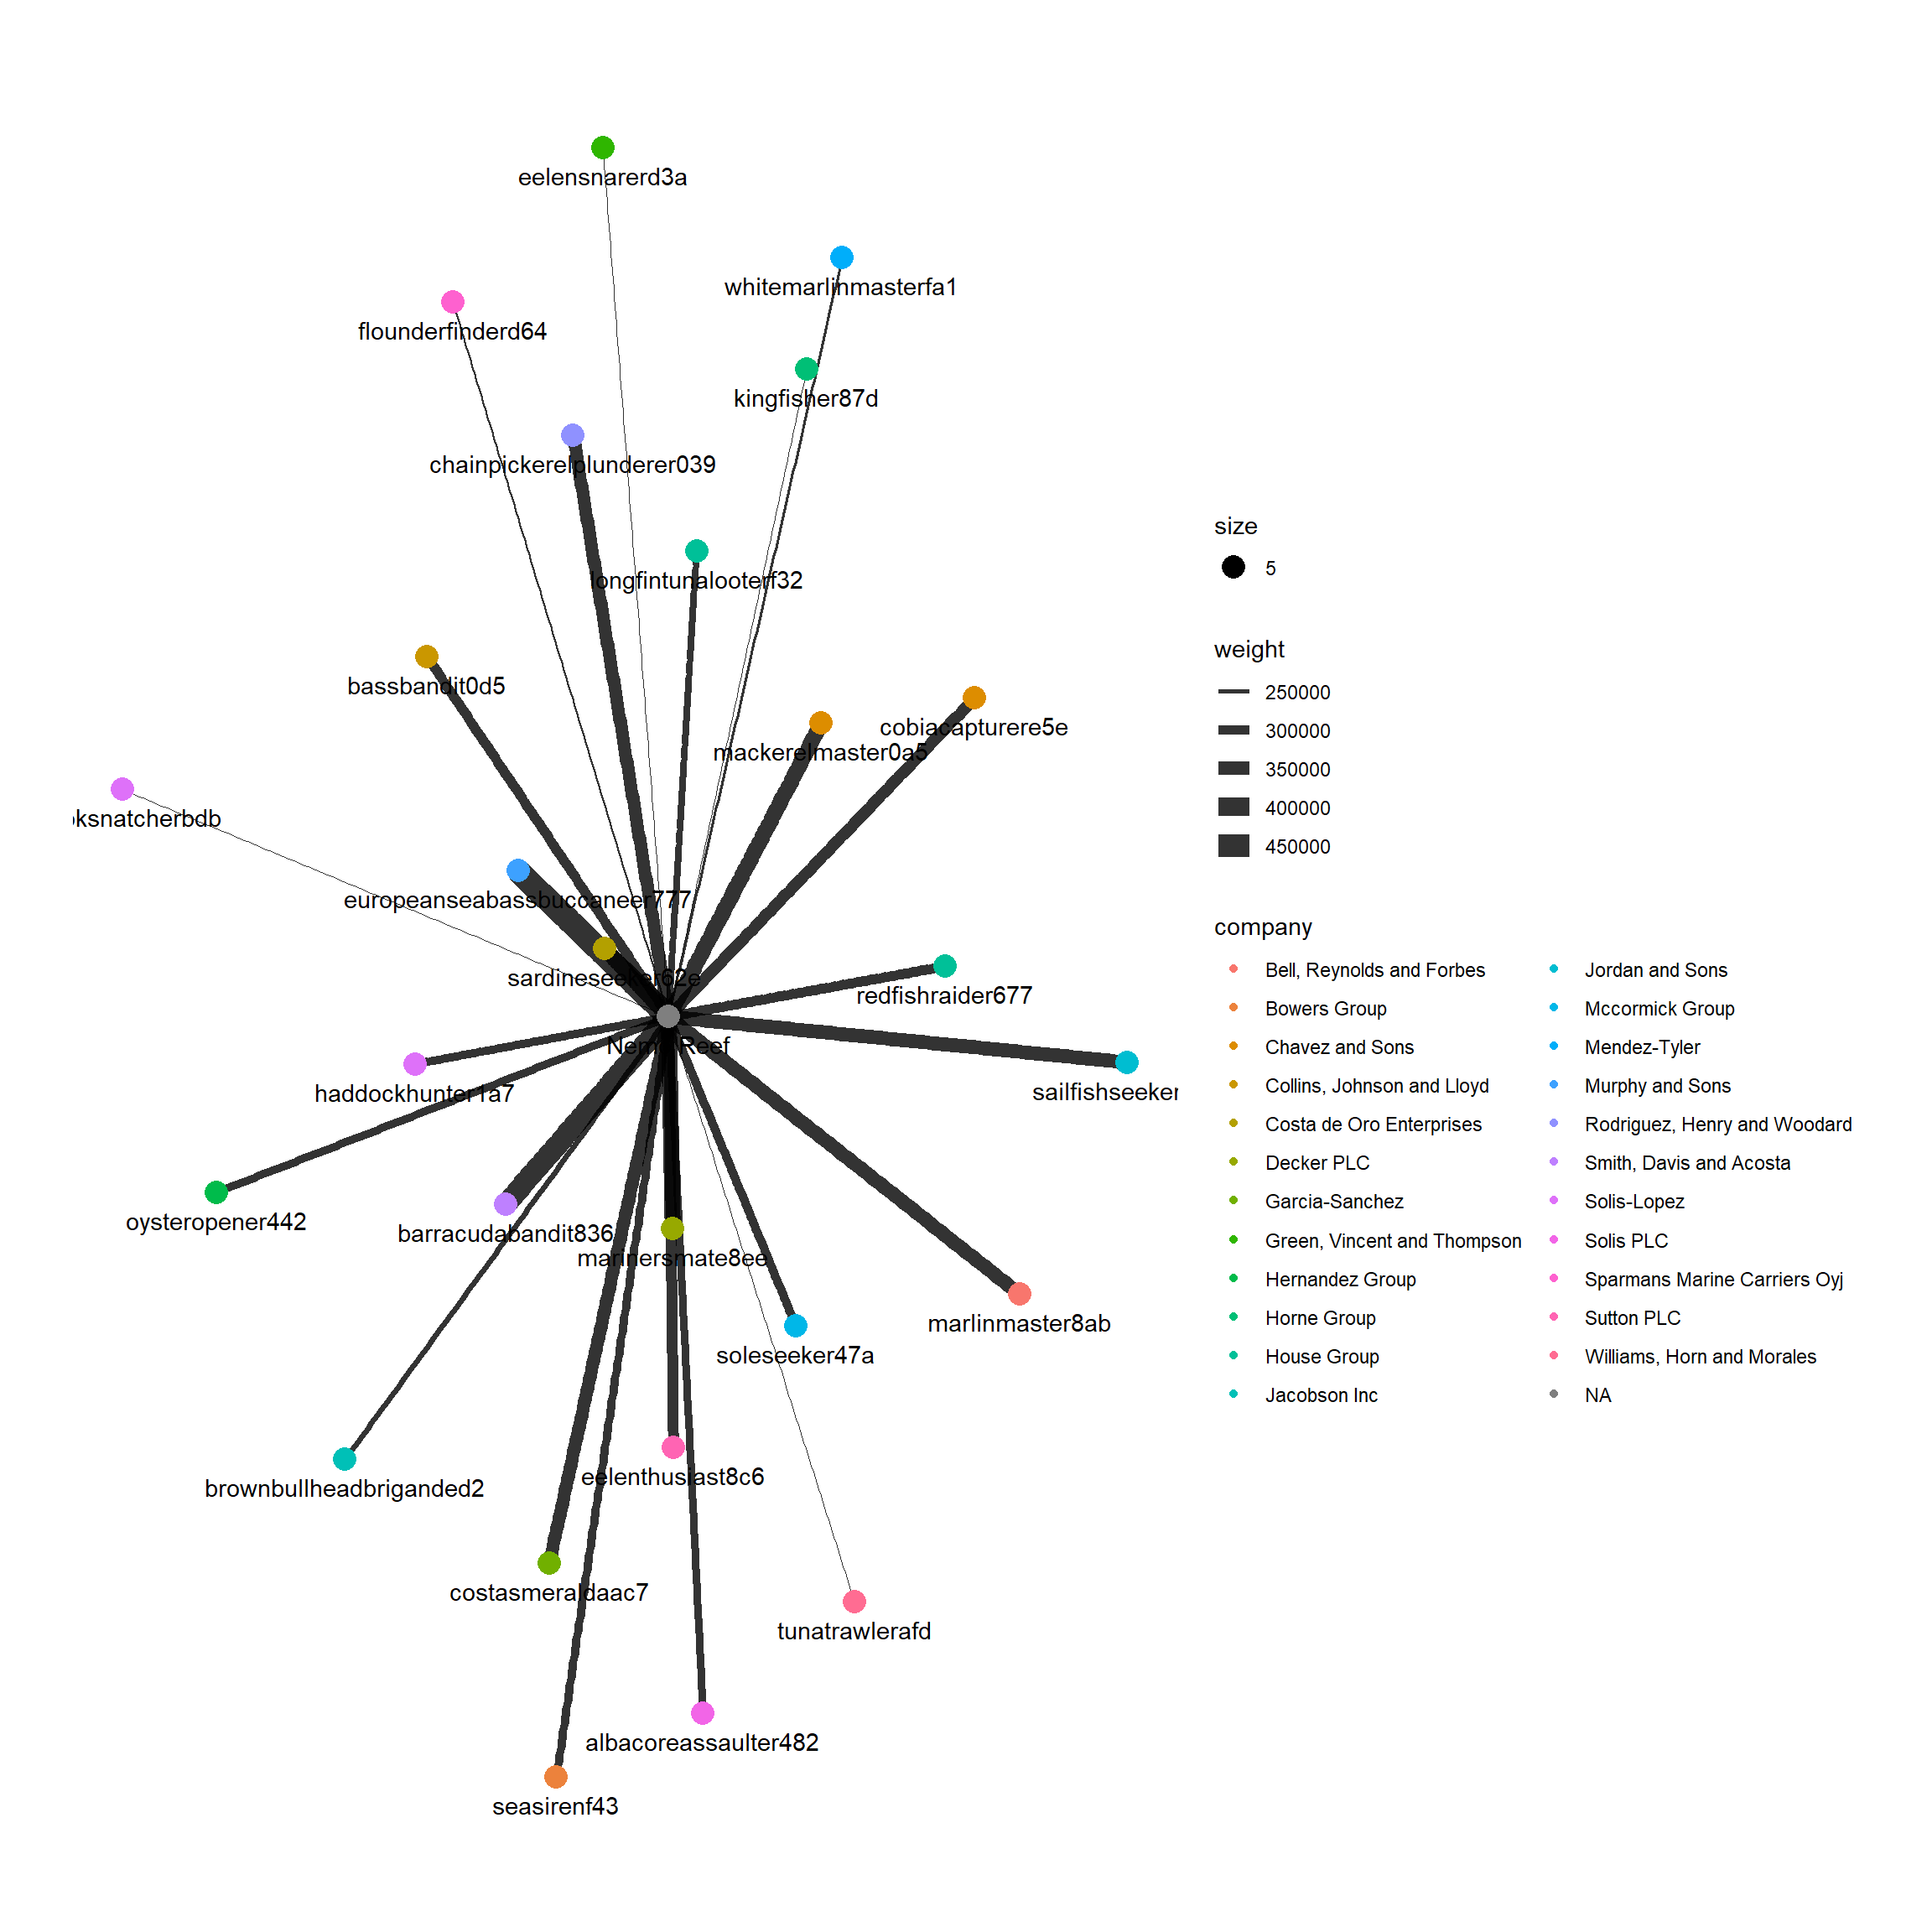 eelensnarerd3a
whitemarlinmasterfa1
flounderfinderd64
kingfisher87d
chainpickerelplunderer039
longfintunalooterf32
bassbandit0d5
cobiacapturere5e
mackerelmaster0a5
ksnatcherbdb
europeanseabassbuccaneer777
sardineseeker62e
redfishraider677
Nemo Reef
sailfishseeker
haddockhunter1a7
oysteropener442
barracudabandit836
marinersmate8ee
marlinmaster8ab
soleseeker47a
eelenthusiast8c6
brownbullheadbriganded2
costasmeraldaac7
tunatrawlerafd
albacoreassaulter482
seasirenf43
size
5
weight
250000
300000
350000
400000
450000
company
Bell, Reynolds and Forbes
Bowers Group
Chavez and Sons
Collins, Johnson and Lloyd
Costa de Oro Enterprises
Decker PLC
Garcia-Sanchez
Green, Vincent and Thompson
Hernandez Group
Horne Group
House Group
Jacobson Inc
Jordan and Sons
Mccormick Group
Mendez-Tyler
Murphy and Sons
Rodriguez, Henry and Woodard
Smith, Davis and Acosta
Solis-Lopez
Solis PLC
Sparmans Marine Carriers Oyj
Sutton PLC
Williams, Horn and Morales
NA